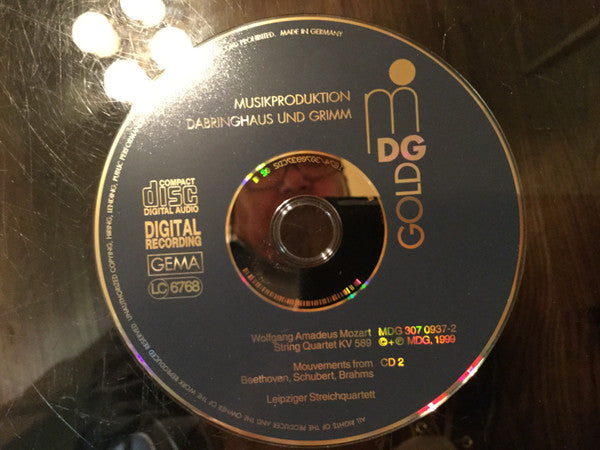 MADE IN GERMANY
MUSIKPRODUKTION
DABRINGHAUS UND GRIMM
MDG
GOLD
COMPACT
disc
DIGITAL AUDIO
DIGITAL
RECORDING
GEMA
LC 6768
Wolfgang Amadeus Mozart
String Quartet KV 589
MDG 307 0937-2
©+℗ MDG, 1999
Mouvements from
Beethoven, Schubert, Brahms
CD 2
Leipziger Streichquartett
ALL RIGHTS OF THE PRODUCER AND THE OWNER OF THE WORK REPRODUCED RESERVED. UNAUTHORIZED COPYING, HIRING, LENDING, PUBLIC PERFORMANCE
PROHIBITED.